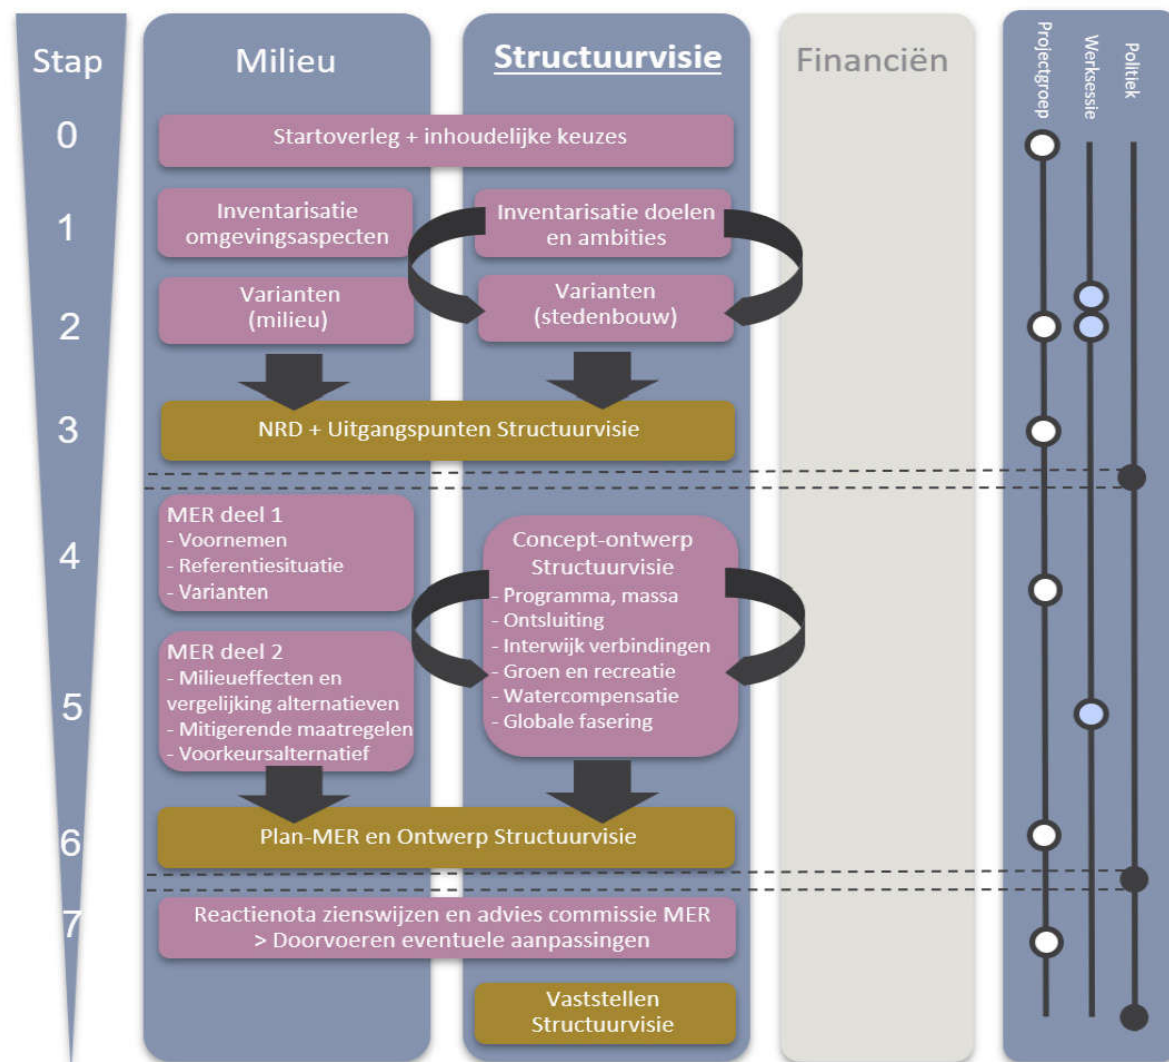 Stap
Milieu
Structuurvisie
Financiën
Projectgroep
Werksessie
Politiek
0
Startoverleg + inhoudelijke keuzes
1
Inventarisatie
omgevingsaspecten
Inventarisatie doelen
en ambities
2
Varianten
(milieu)
Varianten
(stedenbouw)
3
NRD + Uitgangspunten Structuurvisie
4
MER deel 1
- Voornemen
- Referentiesituatie
- Varianten
Concept-ontwerp
Structuurvisie
- Programma, massa
- Ontsluiting
- Interwijk verbindingen
- Groen en recreatie
- Watercompensatie
- Globale fasering
5
MER deel 2
- Milieueffecten en
vergelijking alternatieven
- Mitigerende maatregelen
- Voorkeursalternatief
6
Plan-MER en Ontwerp Structuurvisie
7
Reactienota zienswijzen en advies commissie MER
> Doorvoeren eventuele aanpassingen
Vaststellen
Structuurvisie